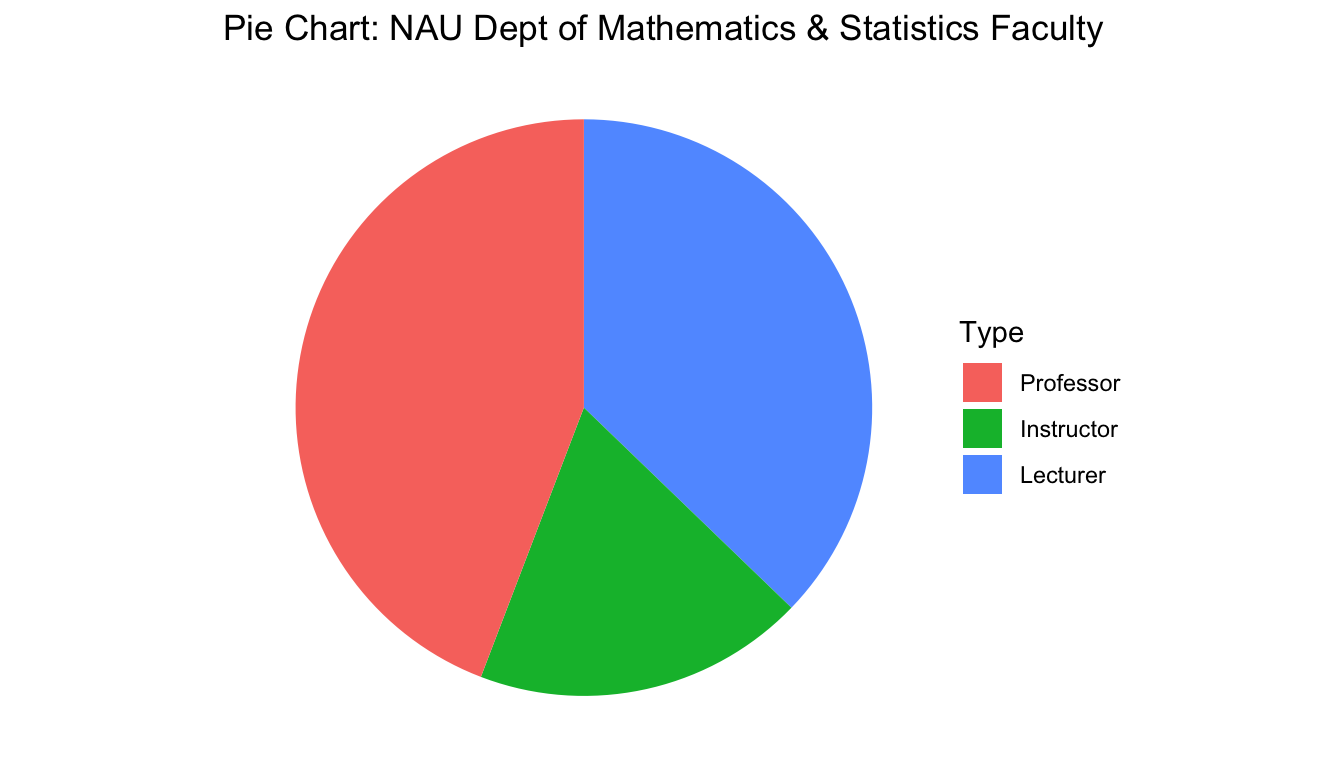 Pie Chart: NAU Dept of Mathematics & Statistics Faculty
Type
Professor
Instructor
Lecturer